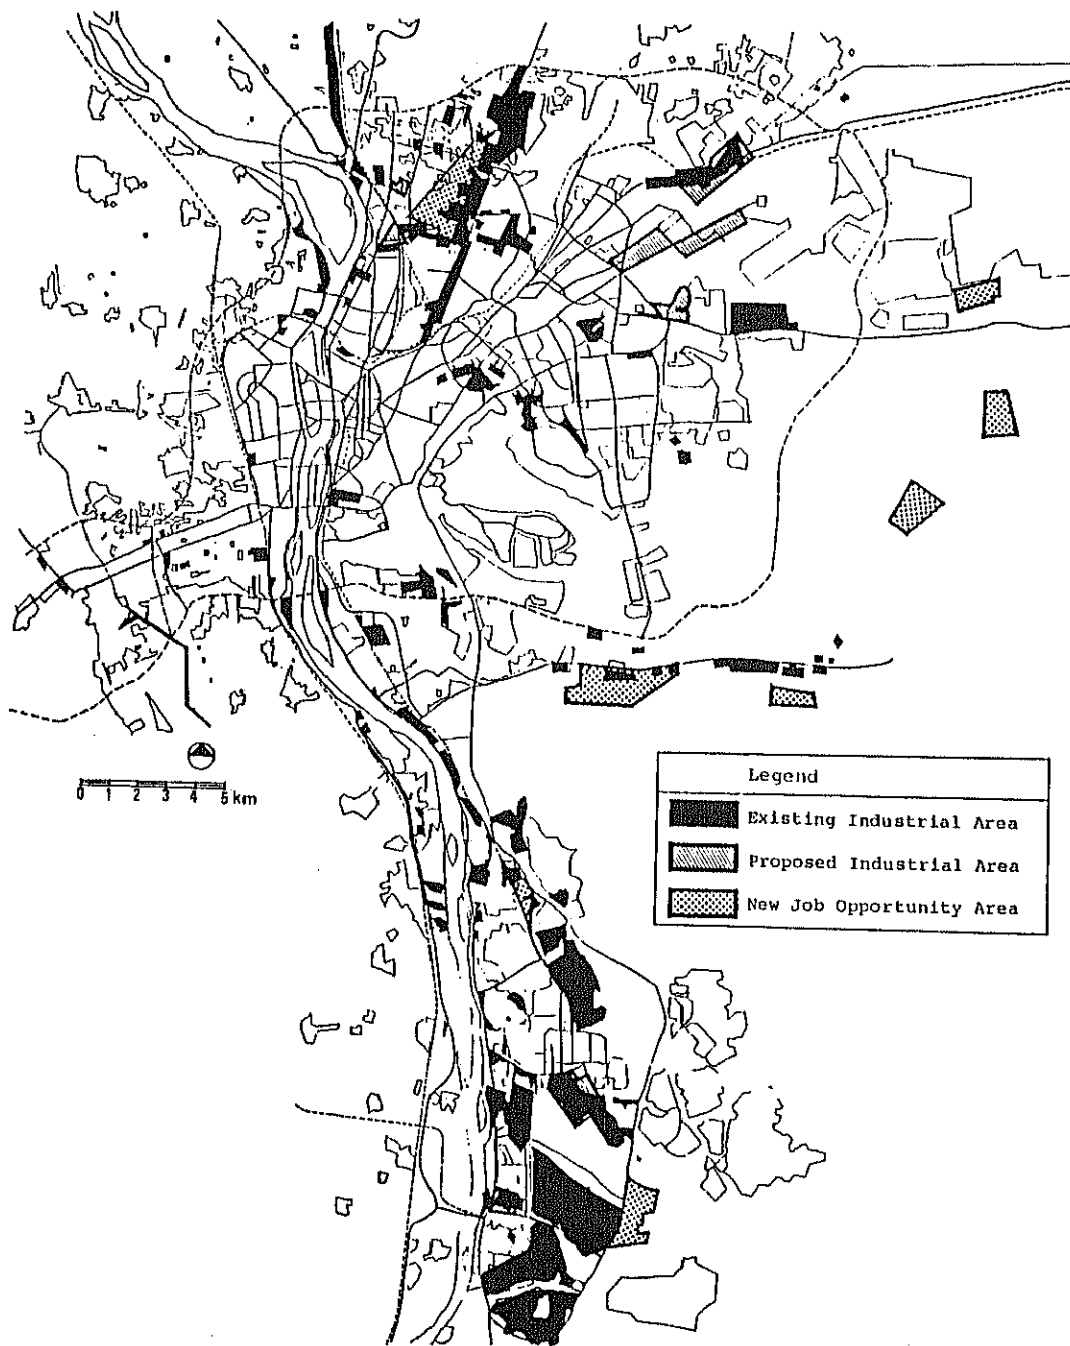 0 1 2 3 4 5 km
Legend
Existing Industrial Area
Proposed Industrial Area
New Job Opportunity Area